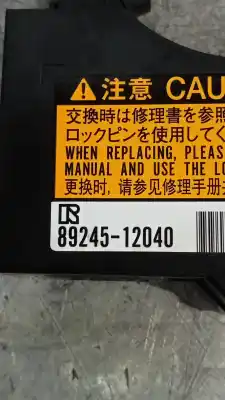 ⚠注意 CAU
交換時は修理書を参照
ロックピンを使用してく
WHEN REPLACING, PLEAS
MANUAL AND USE THE LO
更换时，请参见修理手册
89245-12040